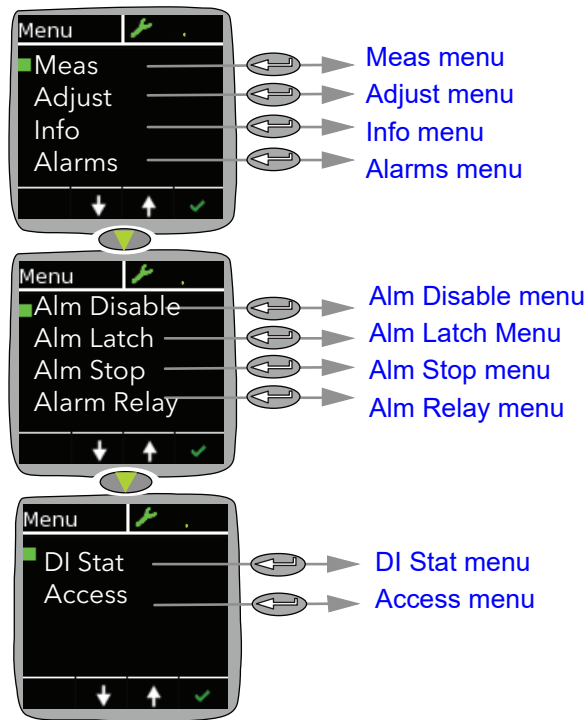 Menu
Meas Meas menu
Adjust Adjust menu
Info Info menu
Alarms Alarms menu
Menu
Alm Disable Alm Disable menu
Alm Latch Alm Latch Menu
Alm Stop Alm Stop menu
Alarm Relay Alm Relay menu
Menu
DI Stat DI Stat menu
Access Access menu